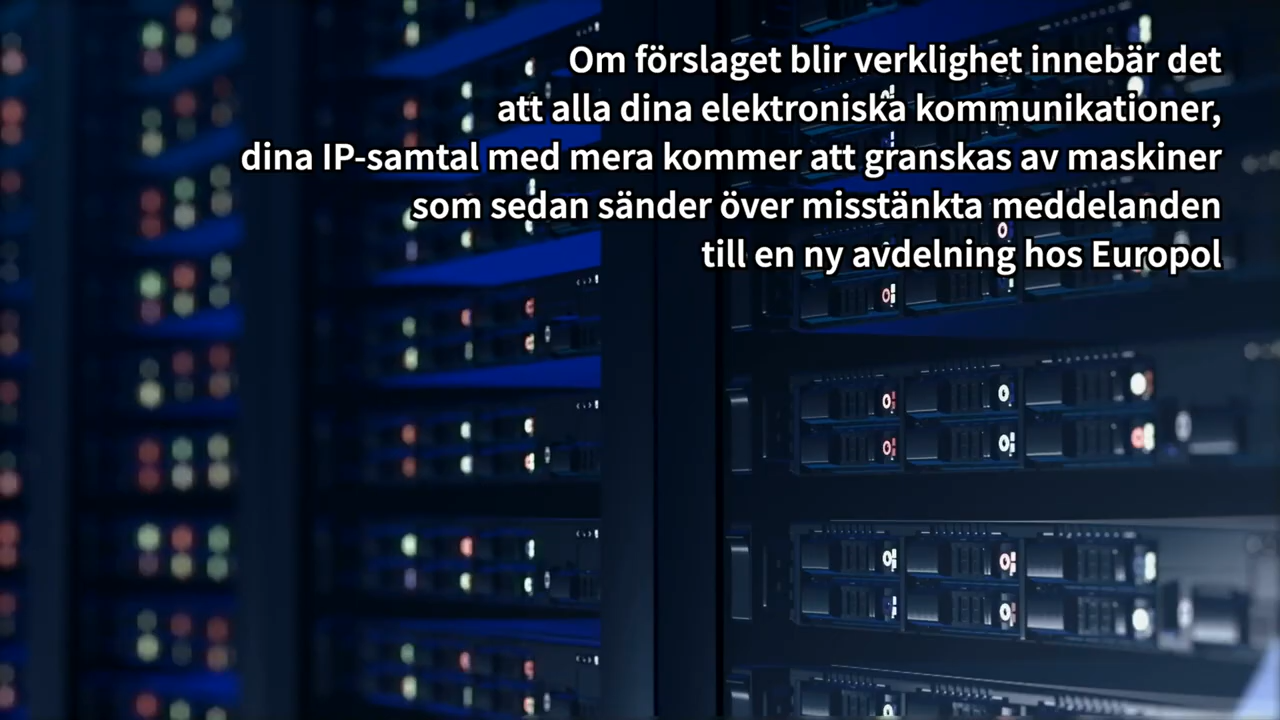 Om förslaget blir verklighet innebär det
att alla dina elektroniska kommunikationer,
dina IP-samtal med mera kommer att granskas av maskiner
som sedan sänder över misstänkta meddelanden
till en ny avdelning hos Europol